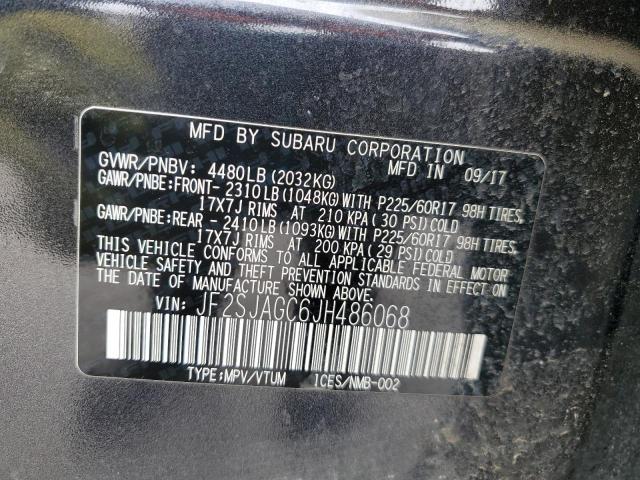 MFD BY SUBARU CORPORATION
GVWR/PNBV: 4480LB(2032KG) MFD IN 09/17
GAWR/PNBE:FRONT- 2310LB(1048KG)WITH P225/60R17 98H TIRES,
17X7J RIMS AT 210 KPA( 30 PSI)COLD
GAWR/PNBE:REAR - 2410LB(1093KG)WITH P225/60R17 98H TIRES,
17X7J RIMS AT 200 KPA( 29 PSI)COLD
THIS VEHICLE CONFORMS TO ALL APPLICABLE FEDERAL MOTOR
VEHICLE SAFETY AND THEFT PREVENTION STANDARDS IN EFFECT ON
THE DATE OF MANUFACTURE SHOWN ABOVE.
VIN: JF2SJAGC6JH486068
TYPE:MPV/VTUM ICES/NMB-002